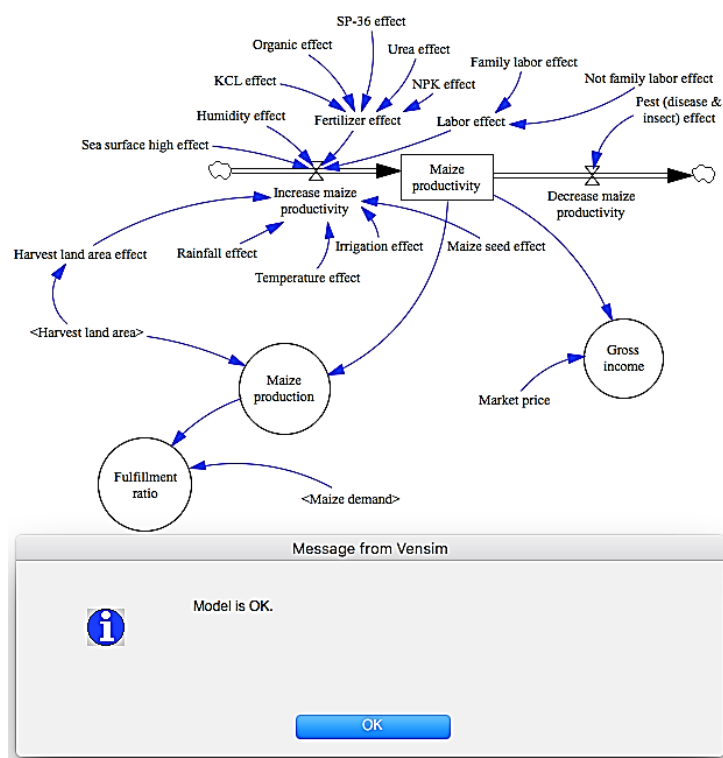 SP-36 effect
Organic effect
Urea effect
Family labor effect
KCL effect
NPK effect
Not family labor effect
Humidity effect
Fertilizer effect
Labor effect
Pest (disease &
insect) effect
Sea surface high effect
Maize
productivity
Increase maize
productivity
Decrease maize
productivity
Harvest land area effect
Rainfall effect
Irrigation effect
Maize seed effect
Temperature effect
<Harvest land area>
Gross
income
Maize
production
Market price
Fulfillment
ratio
<Maize demand>
Message from Vensim
Model is OK.
OK